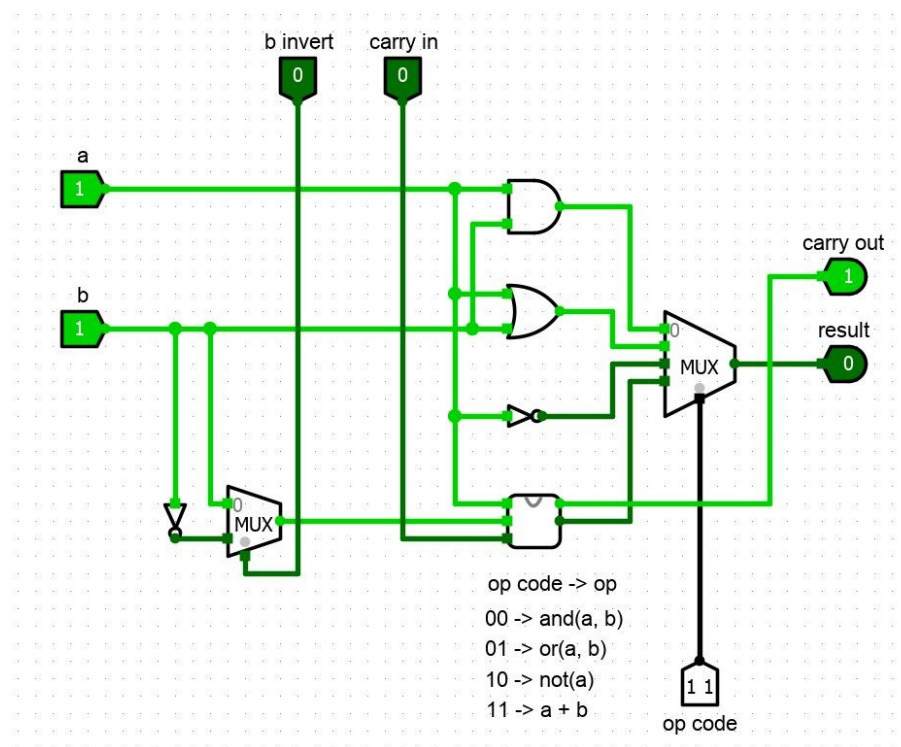 b invert
carry in
0
0
a
1
carry out
1
b
1
result
0
0
MUX
0
MUX
op code -> op
00 -> and(a, b)
01 -> or(a, b)
10 -> not(a)
11 -> a + b
1 1
op code